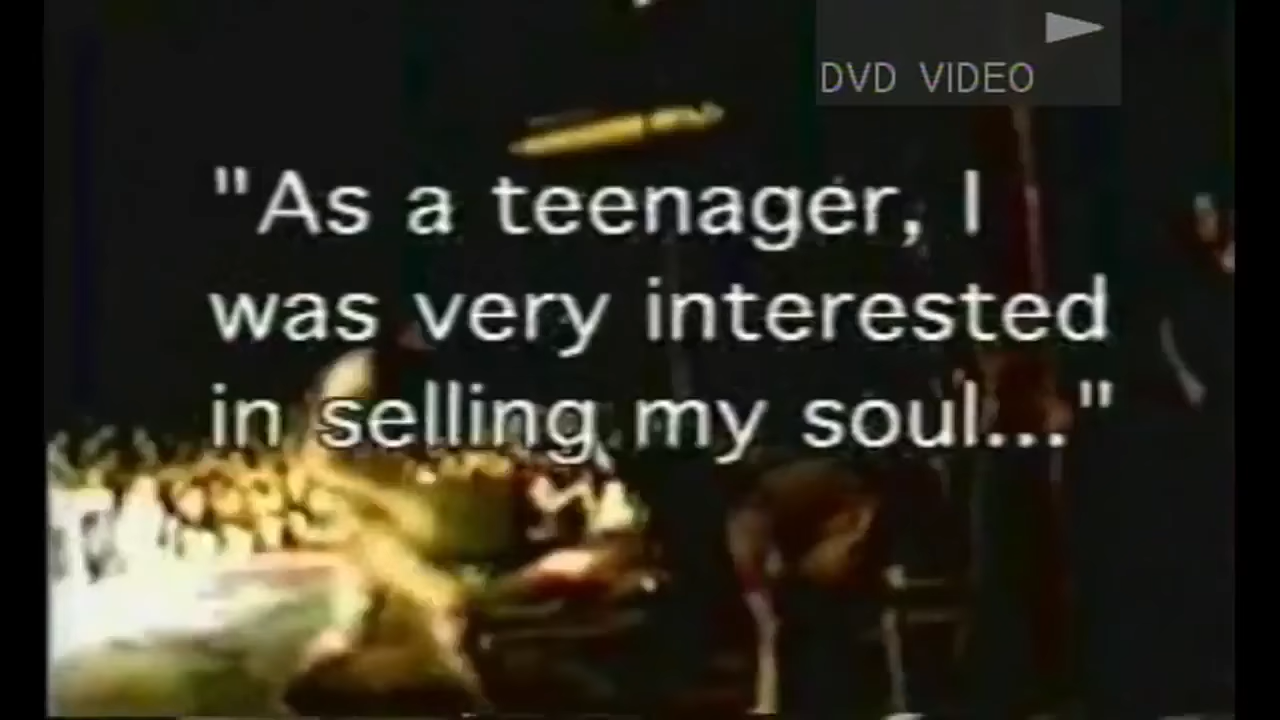 DVD VIDEO
"As a teenager, I
was very interested
in selling my soul..."